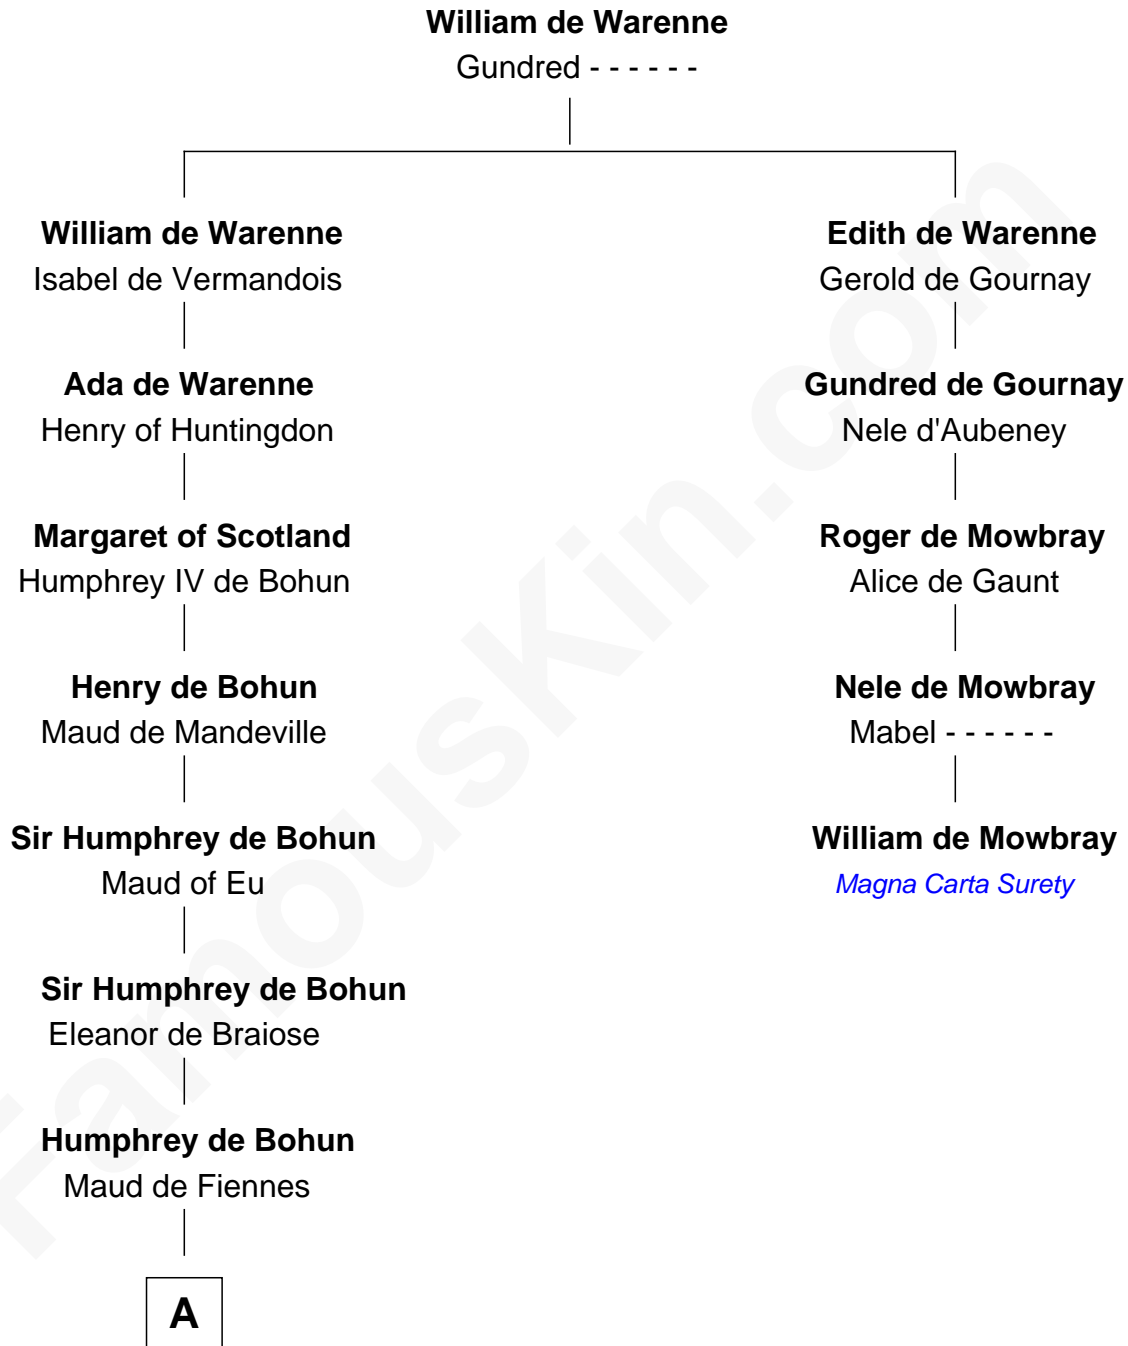 William de Warenne
Gundred - - - - - -
William de Warenne
Isabel de Vermandois
Edith de Warenne
Gerold de Gournay
Ada de Warenne
Henry of Huntingdon
Gundred de Gournay
Nele d'Aubeney
Margaret of Scotland
Humphrey IV de Bohun
Roger de Mowbray
Alice de Gaunt
Henry de Bohun
Maud de Mandeville
Nele de Mowbray
Mabel - - - - - -
Sir Humphrey de Bohun
Maud of Eu
William de Mowbray
Magna Carta Surety
Sir Humphrey de Bohun
Eleanor de Braiose
Humphrey de Bohun
Maud de Fiennes
A
FamousKin.com